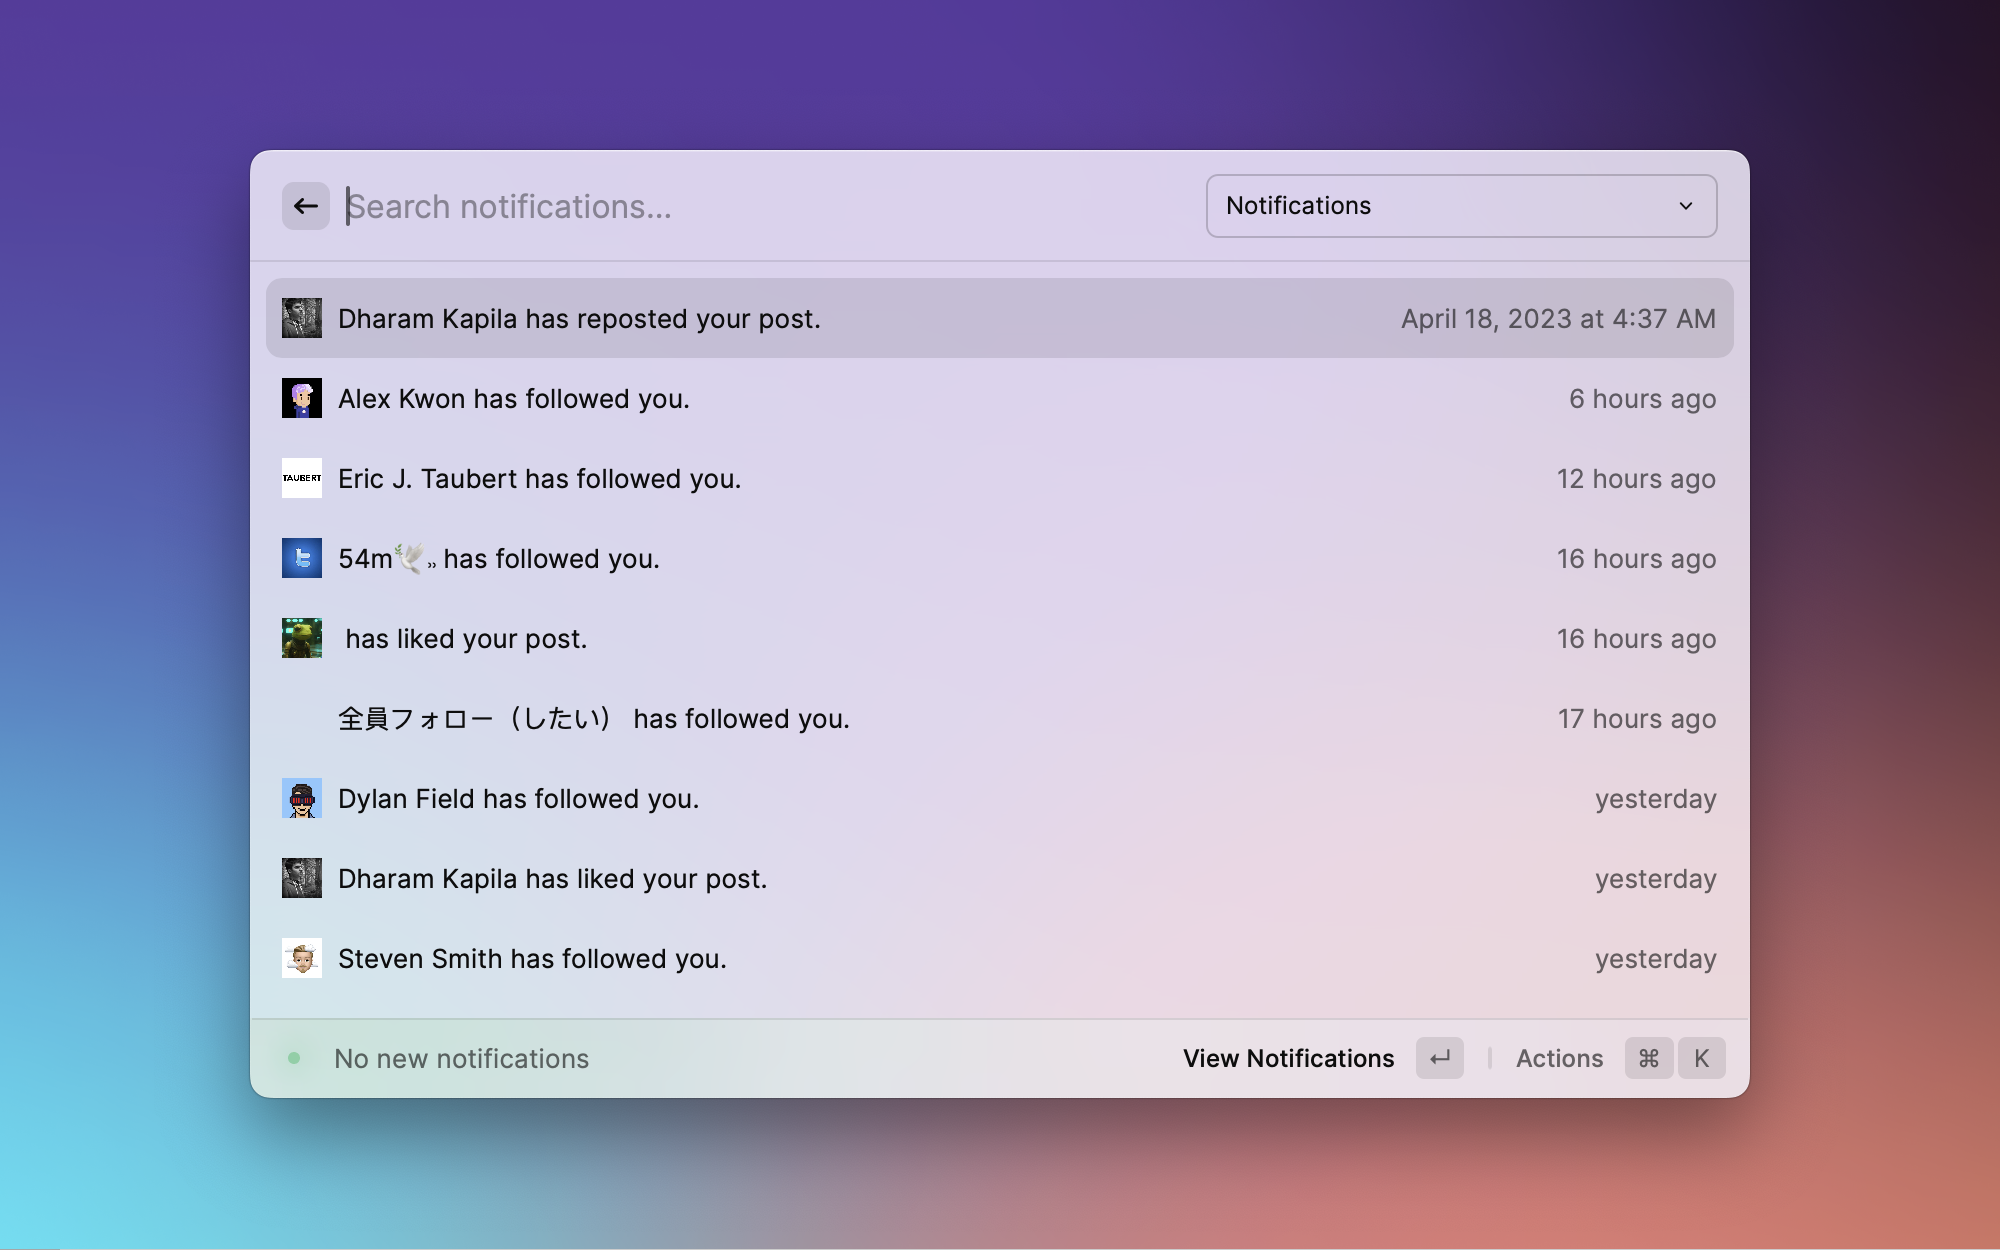 Search notifications...
Notifications
Dharam Kapila has reposted your post.
April 18, 2023 at 4:37 AM
Alex Kwon has followed you.
6 hours ago
TAUBERT
Eric J. Taubert has followed you.
12 hours ago
54m🕊️ „ has followed you.
16 hours ago
has liked your post.
16 hours ago
全員フォロー（したい） has followed you.
17 hours ago
Dylan Field has followed you.
yesterday
Dharam Kapila has liked your post.
yesterday
Steven Smith has followed you.
yesterday
No new notifications
View Notifications ↵
Actions ⌘ K